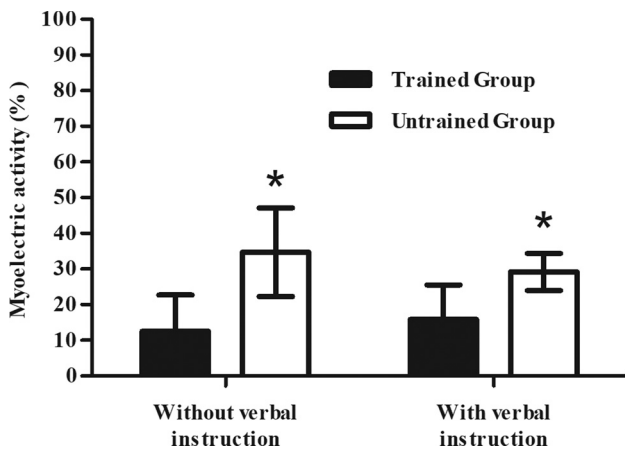 Myoelectric activity (%)
100
90
80
70
60
50
40
30
20
10
0
Trained Group
Untrained Group
*
*
Without verbal
instruction
With verbal
instruction